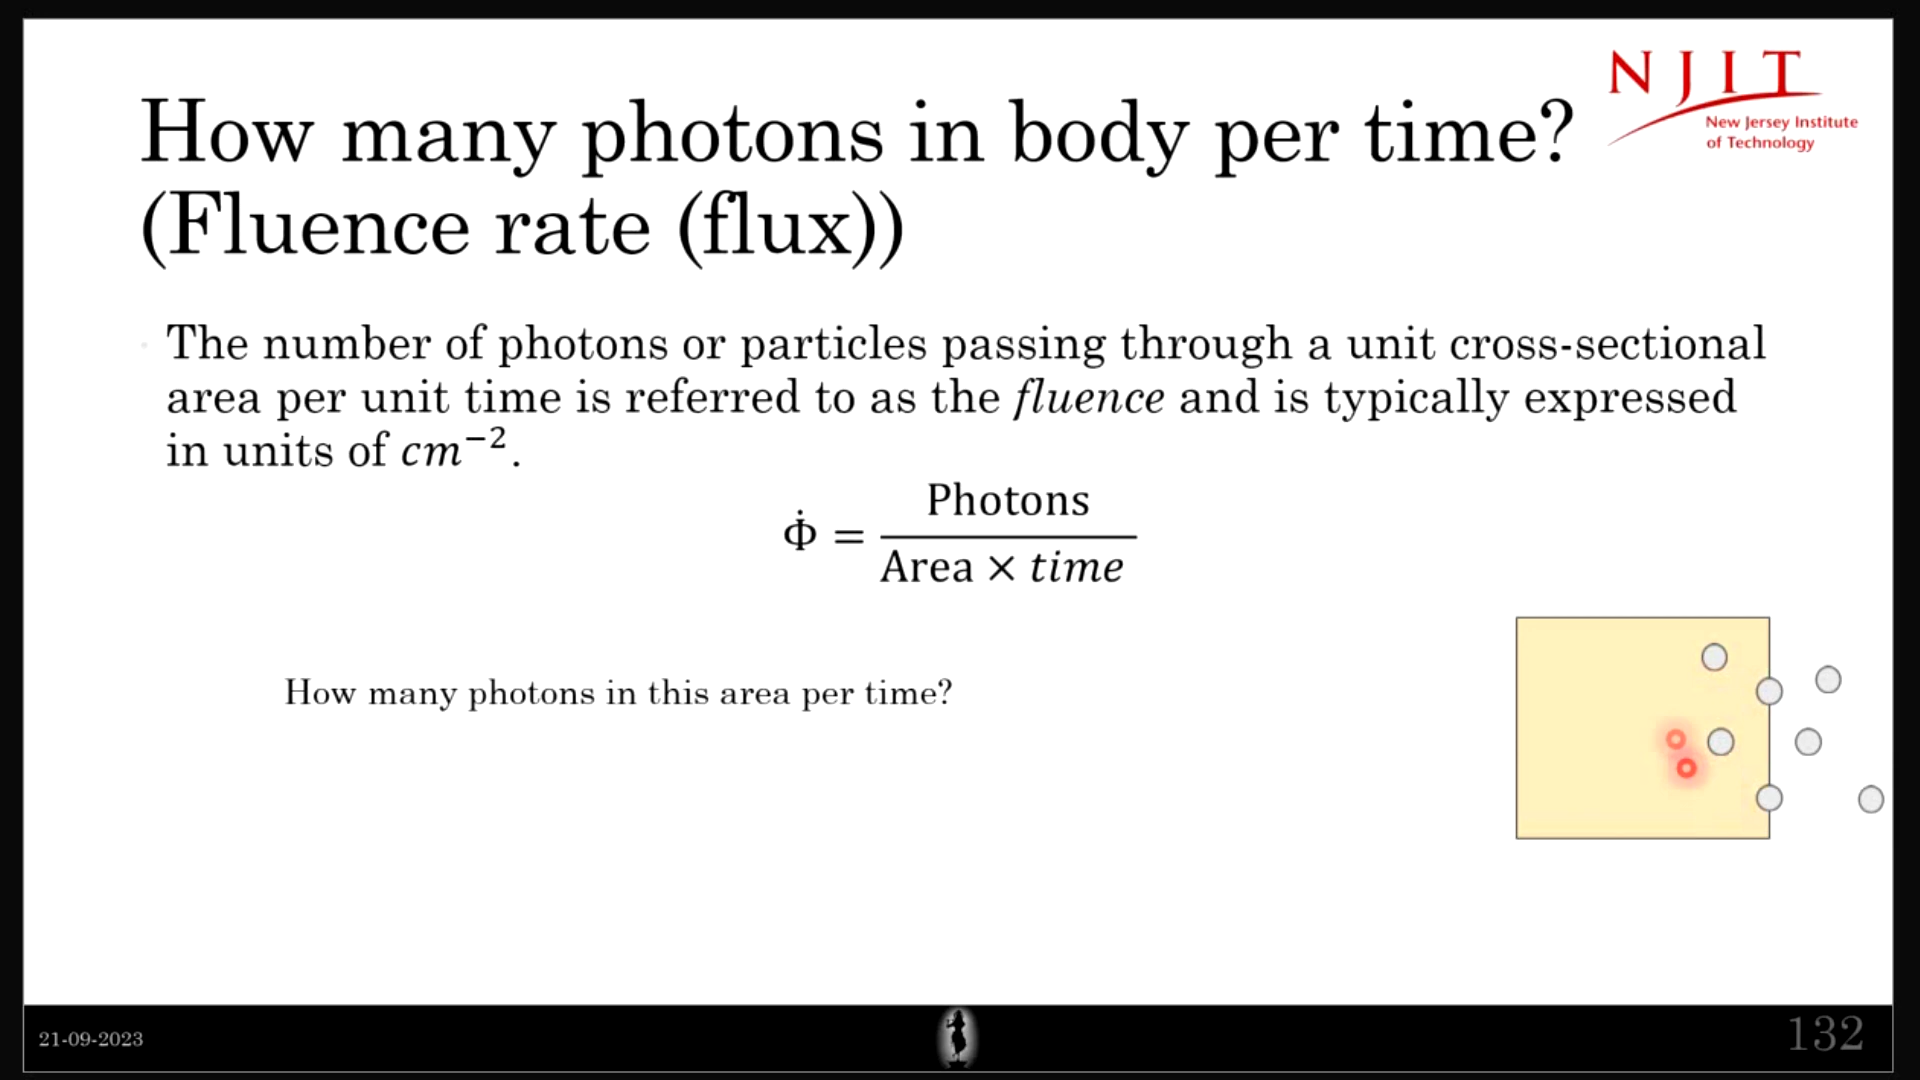 How many photons in body per time?
(Fluence rate (flux))
NJIT
New Jersey Institute
of Technology
The number of photons or particles passing through a unit cross-sectional
area per unit time is referred to as the fluence and is typically expressed
in units of cm⁻².
Φ̇ = Photons / Area × time
How many photons in this area per time?
21-09-2023
132